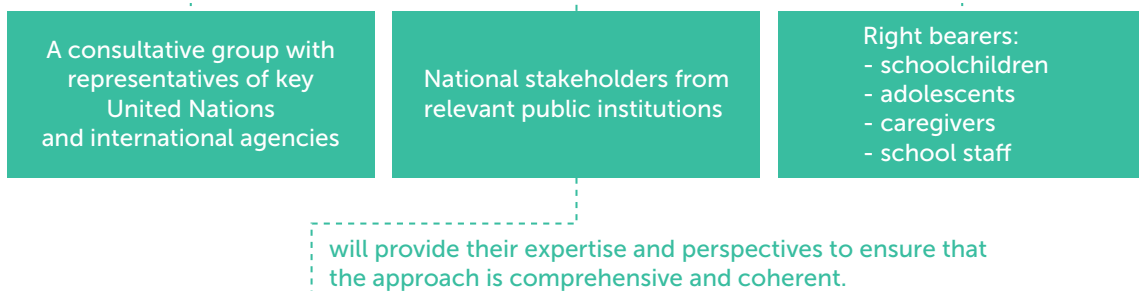 A consultative group with
representatives of key
United Nations
and international agencies
National stakeholders from
relevant public institutions
Right bearers:
- schoolchildren
- adolescents
- caregivers
- school staff
will provide their expertise and perspectives to ensure that
the approach is comprehensive and coherent.